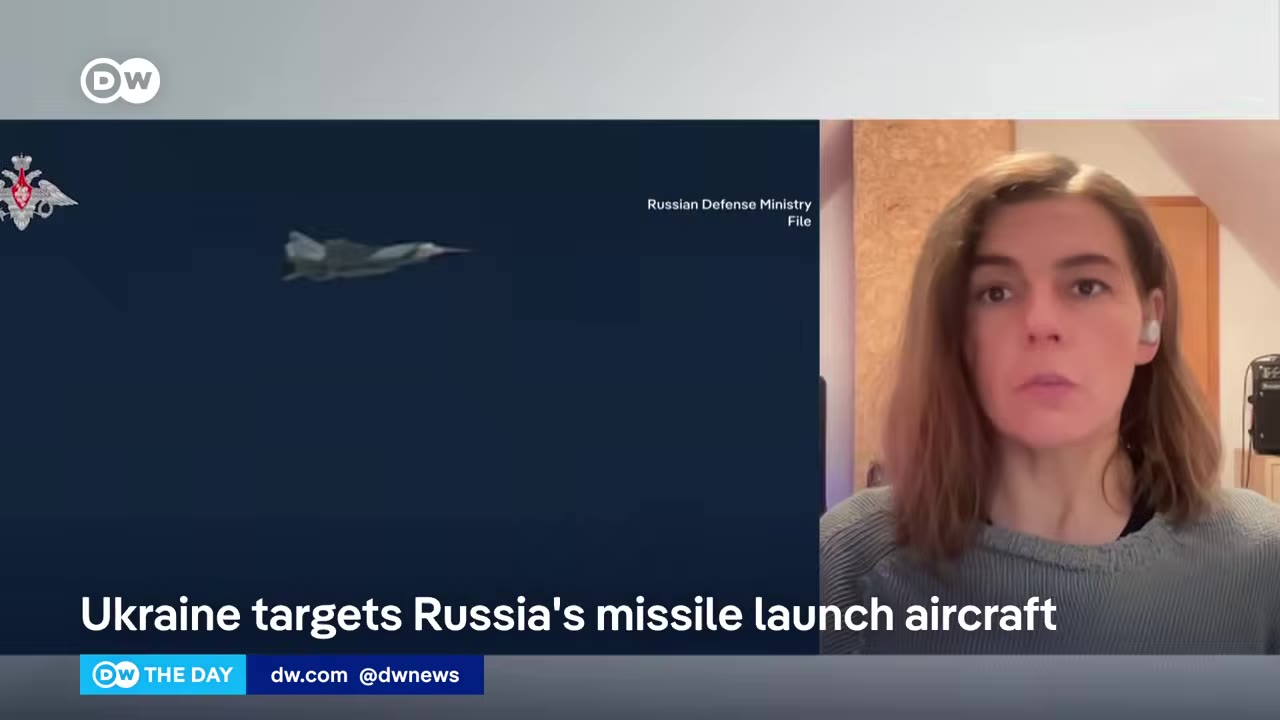 DW
Russian Defense Ministry
File
Ukraine targets Russia's missile launch aircraft
DW THE DAY
dw.com @dwnews